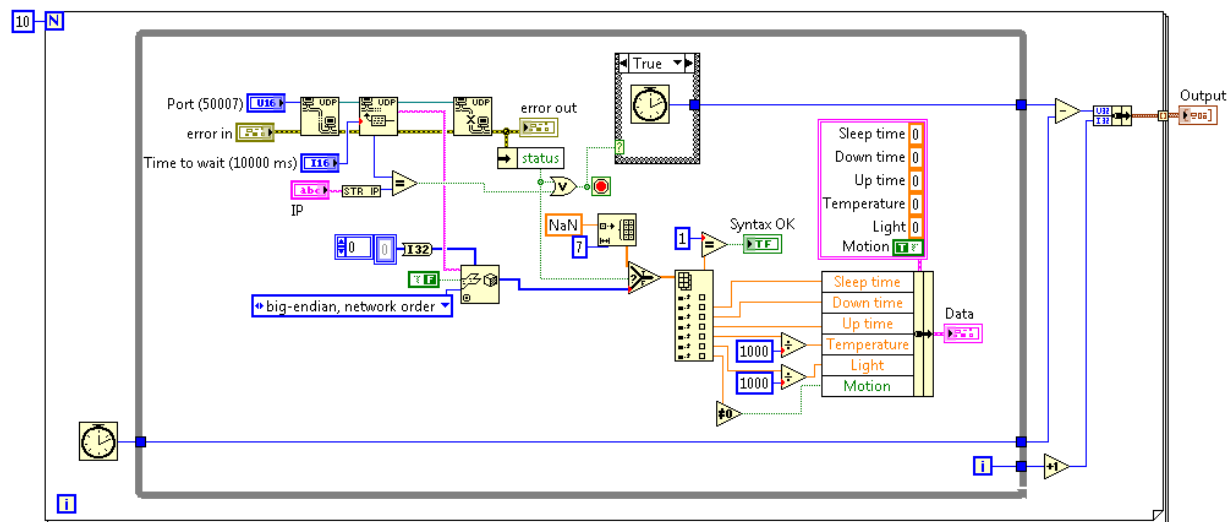 10 N
True
Port (50007) U16 UDP UDP UDP
error out
Output
error in
U32
I32
Time to wait (10000 ms) I16
status
Sleep time 0
Down time 0
abc STR IP = V
IP
Up time 0
NaN
Temperature 0
Syntax OK
Light 0
7
1 = TF
Motion T F
0 0 I32
?
F
Sleep time
big-endian, network order
Down time
Data
Up time
1000 ÷ Temperature
Light
1000 ÷
Motion
≠0
i +1
i